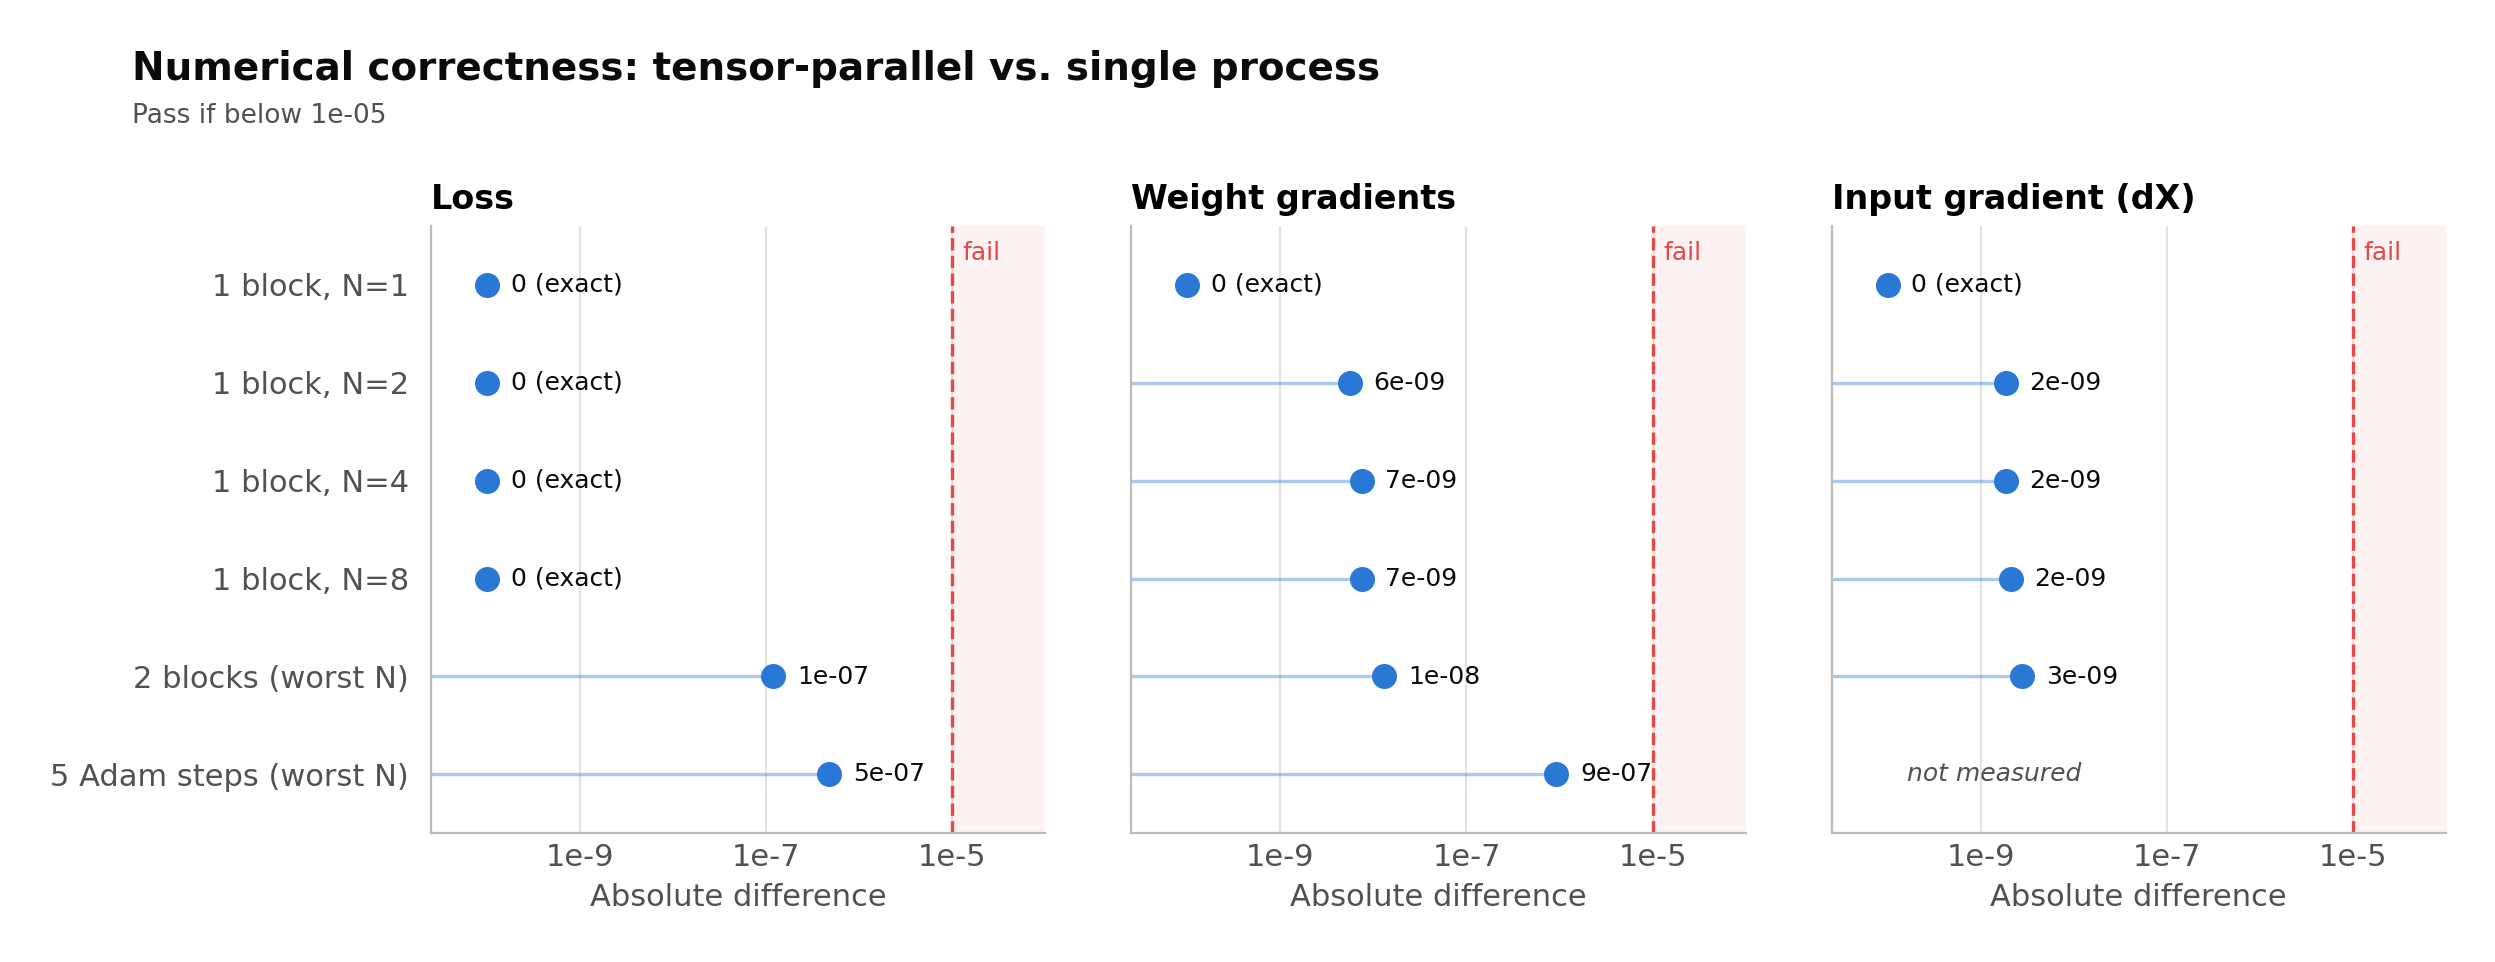 Numerical correctness: tensor-parallel vs. single process
Pass if below 1e-05
Loss
Weight gradients
Input gradient (dX)
fail
fail
fail
1 block, N=1
0 (exact)
0 (exact)
0 (exact)
1 block, N=2
0 (exact)
6e-09
2e-09
1 block, N=4
0 (exact)
7e-09
2e-09
1 block, N=8
0 (exact)
7e-09
2e-09
2 blocks (worst N)
1e-07
1e-08
3e-09
5 Adam steps (worst N)
5e-07
9e-07
not measured
1e-9 1e-7 1e-5
1e-9 1e-7 1e-5
1e-9 1e-7 1e-5
Absolute difference
Absolute difference
Absolute difference